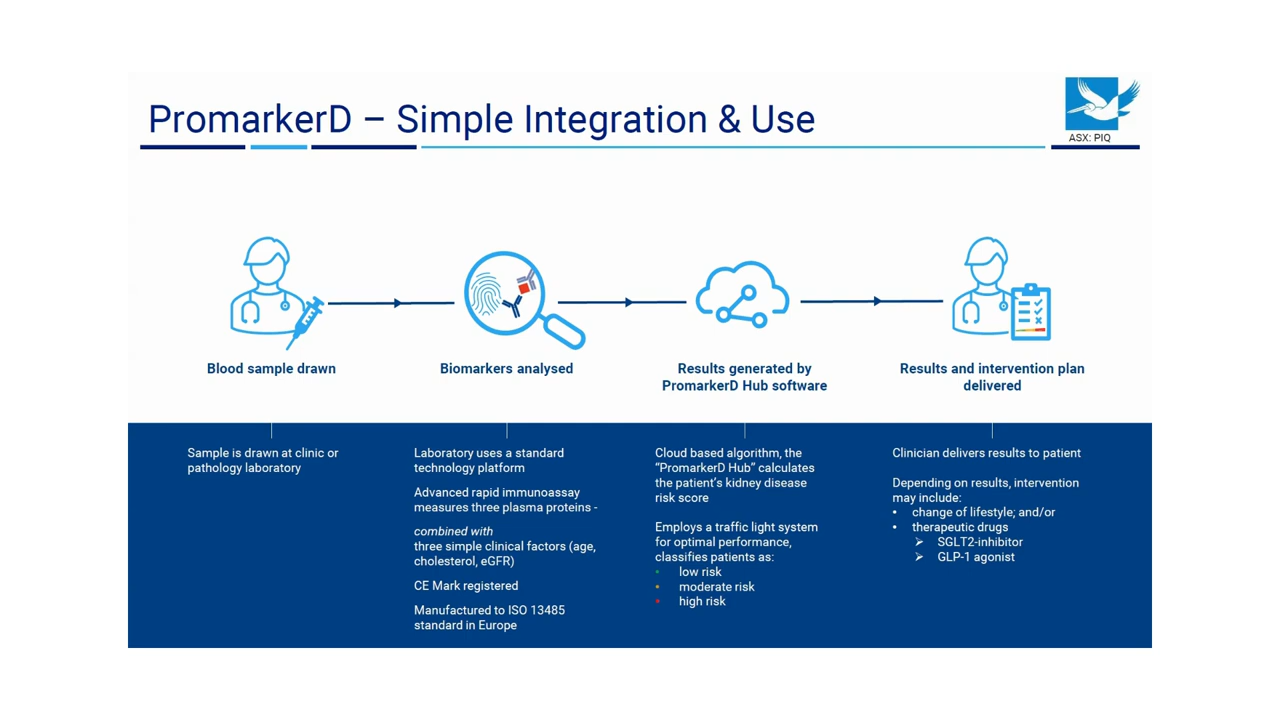 PromarkerD – Simple Integration & Use
ASX: PIQ
Blood sample drawn
Biomarkers analysed
Results generated by
PromarkerD Hub software
Results and intervention plan
delivered
Sample is drawn at clinic or
pathology laboratory
Laboratory uses a standard
technology platform
Advanced rapid immunoassay
measures three plasma proteins -
combined with
three simple clinical factors (age,
cholesterol, eGFR)
CE Mark registered
Manufactured to ISO 13485
standard in Europe
Cloud based algorithm, the
“PromarkerD Hub” calculates
the patient’s kidney disease
risk score
Employs a traffic light system
for optimal performance,
classifies patients as:
• low risk
• moderate risk
• high risk
Clinician delivers results to patient
Depending on results, intervention
may include:
• change of lifestyle; and/or
• therapeutic drugs
➢ SGLT2-inhibitor
➢ GLP-1 agonist